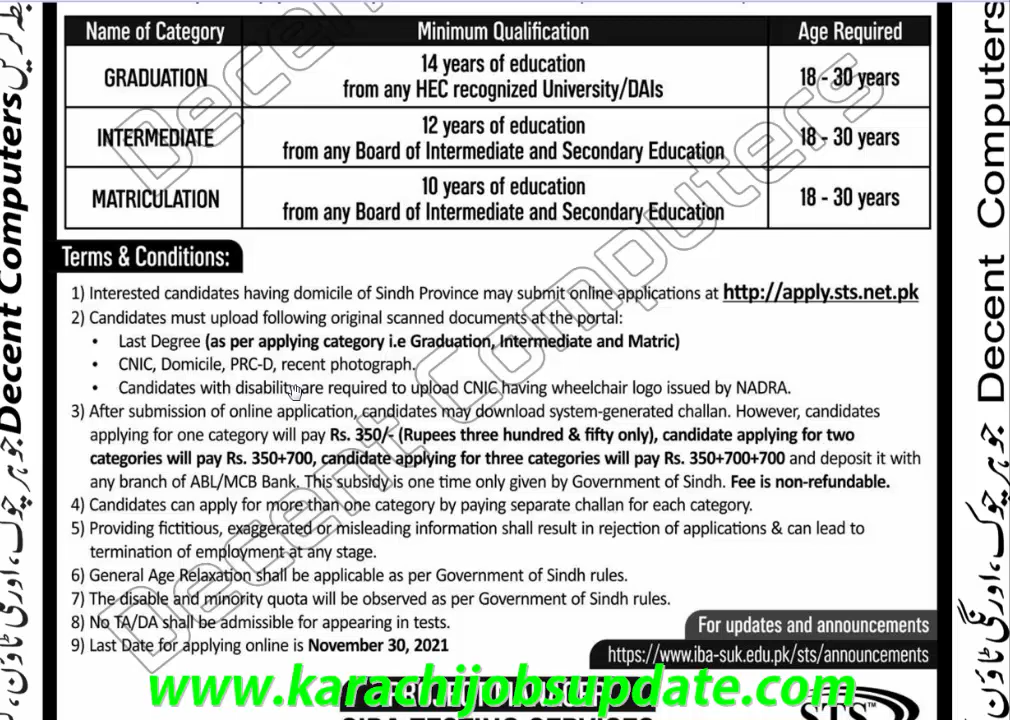 Name of Category Minimum Qualification Age Required
GRADUATION 14 years of education
from any HEC recognized University/DAIs 18 - 30 years
INTERMEDIATE 12 years of education
from any Board of Intermediate and Secondary Education 18 - 30 years
MATRICULATION 10 years of education
from any Board of Intermediate and Secondary Education 18 - 30 years
Terms & Conditions:
1) Interested candidates having domicile of Sindh Province may submit online applications at http://apply.sts.net.pk
2) Candidates must upload following original scanned documents at the portal:
• Last Degree (as per applying category i.e Graduation, Intermediate and Matric)
• CNIC, Domicile, PRC-D, recent photograph.
• Candidates with disability are required to upload CNIC having wheelchair logo issued by NADRA.
3) After submission of online application, candidates may download system-generated challan. However, candidates
applying for one category will pay Rs. 350/- (Rupees three hundred & fifty only), candidate applying for two
categories will pay Rs. 350+700, candidate applying for three categories will pay Rs. 350+700+700 and deposit it with
any branch of ABL/MCB Bank. This subsidy is one time only given by Government of Sindh. Fee is non-refundable.
4) Candidates can apply for more than one category by paying separate challan for each category.
5) Providing fictitious, exaggerated or misleading information shall result in rejection of applications & can lead to
termination of employment at any stage.
6) General Age Relaxation shall be applicable as per Government of Sindh rules.
7) The disable and minority quota will be observed as per Government of Sindh rules.
8) No TA/DA shall be admissible for appearing in tests.
9) Last Date for applying online is November 30, 2021
For updates and announcements
https://www.iba-suk.edu.pk/sts/announcements
www.karachijobsupdate.com
SIBA TESTING SERVICES
STS™
Decent Computers
Decent Computers جوہر چوک، اورنگی ٹاؤن،
Decent Computers جوہر چوک، اورنگی ٹاؤن